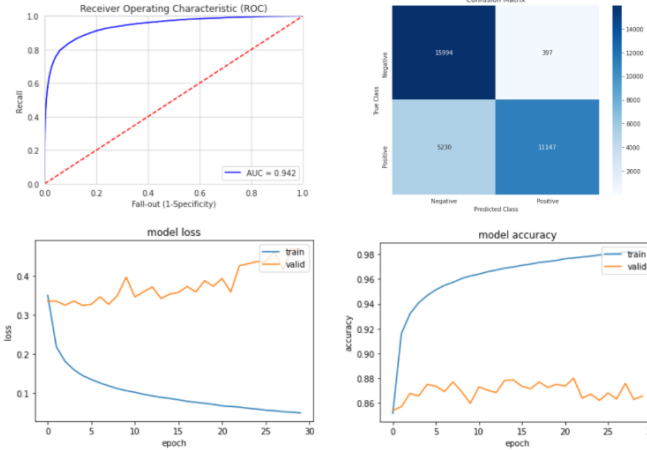 Receiver Operating Characteristic (ROC)
1.0
0.8
0.6
0.4
0.2
0.0
Recall
0.0
0.2
0.4
0.6
0.8
1.0
Fall-out (1-Specificity)
AUC = 0.942
Confusion Matrix
True Class
Negative
Positive
15994
397
5230
11147
Negative
Positive
Predicted Class
14000
12000
10000
8000
6000
4000
2000
model loss
train
valid
loss
0.4
0.3
0.2
0.1
0
5
10
15
20
25
30
epoch
model accuracy
train
valid
accuracy
0.98
0.96
0.94
0.92
0.90
0.88
0.86
0
5
10
15
20
25
epoch